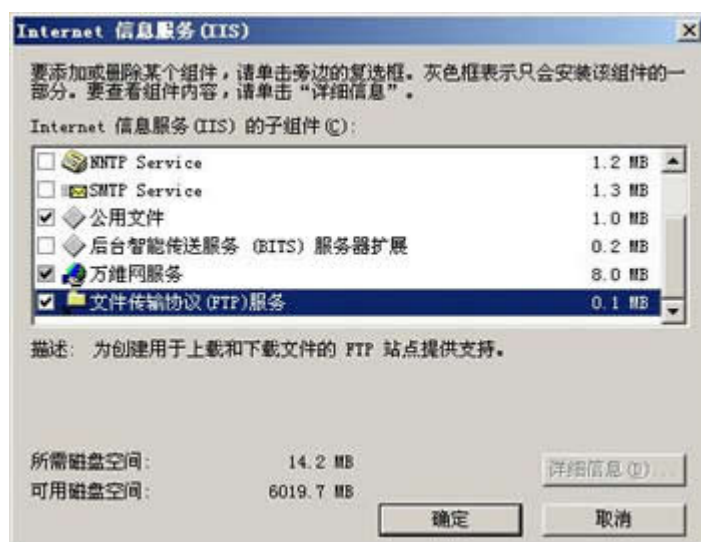 Internet 信息服务(IIS)
要添加或删除某个组件，请单击旁边的复选框。灰色框表示只会安装该组件的一
部分。要查看组件内容，请单击“详细信息”。
Internet 信息服务(IIS) 的子组件(C):
NNTP Service 1.2 MB
SMTP Service 1.3 MB
公用文件 1.0 MB
后台智能传送服务 (BITS) 服务器扩展 0.2 MB
万维网服务 8.0 MB
文件传输协议(FTP)服务 0.1 MB
描述: 为创建用于上载和下载文件的 FTP 站点提供支持。
所需磁盘空间: 14.2 MB
详细信息(D)...
可用磁盘空间: 6019.7 MB
确定 取消